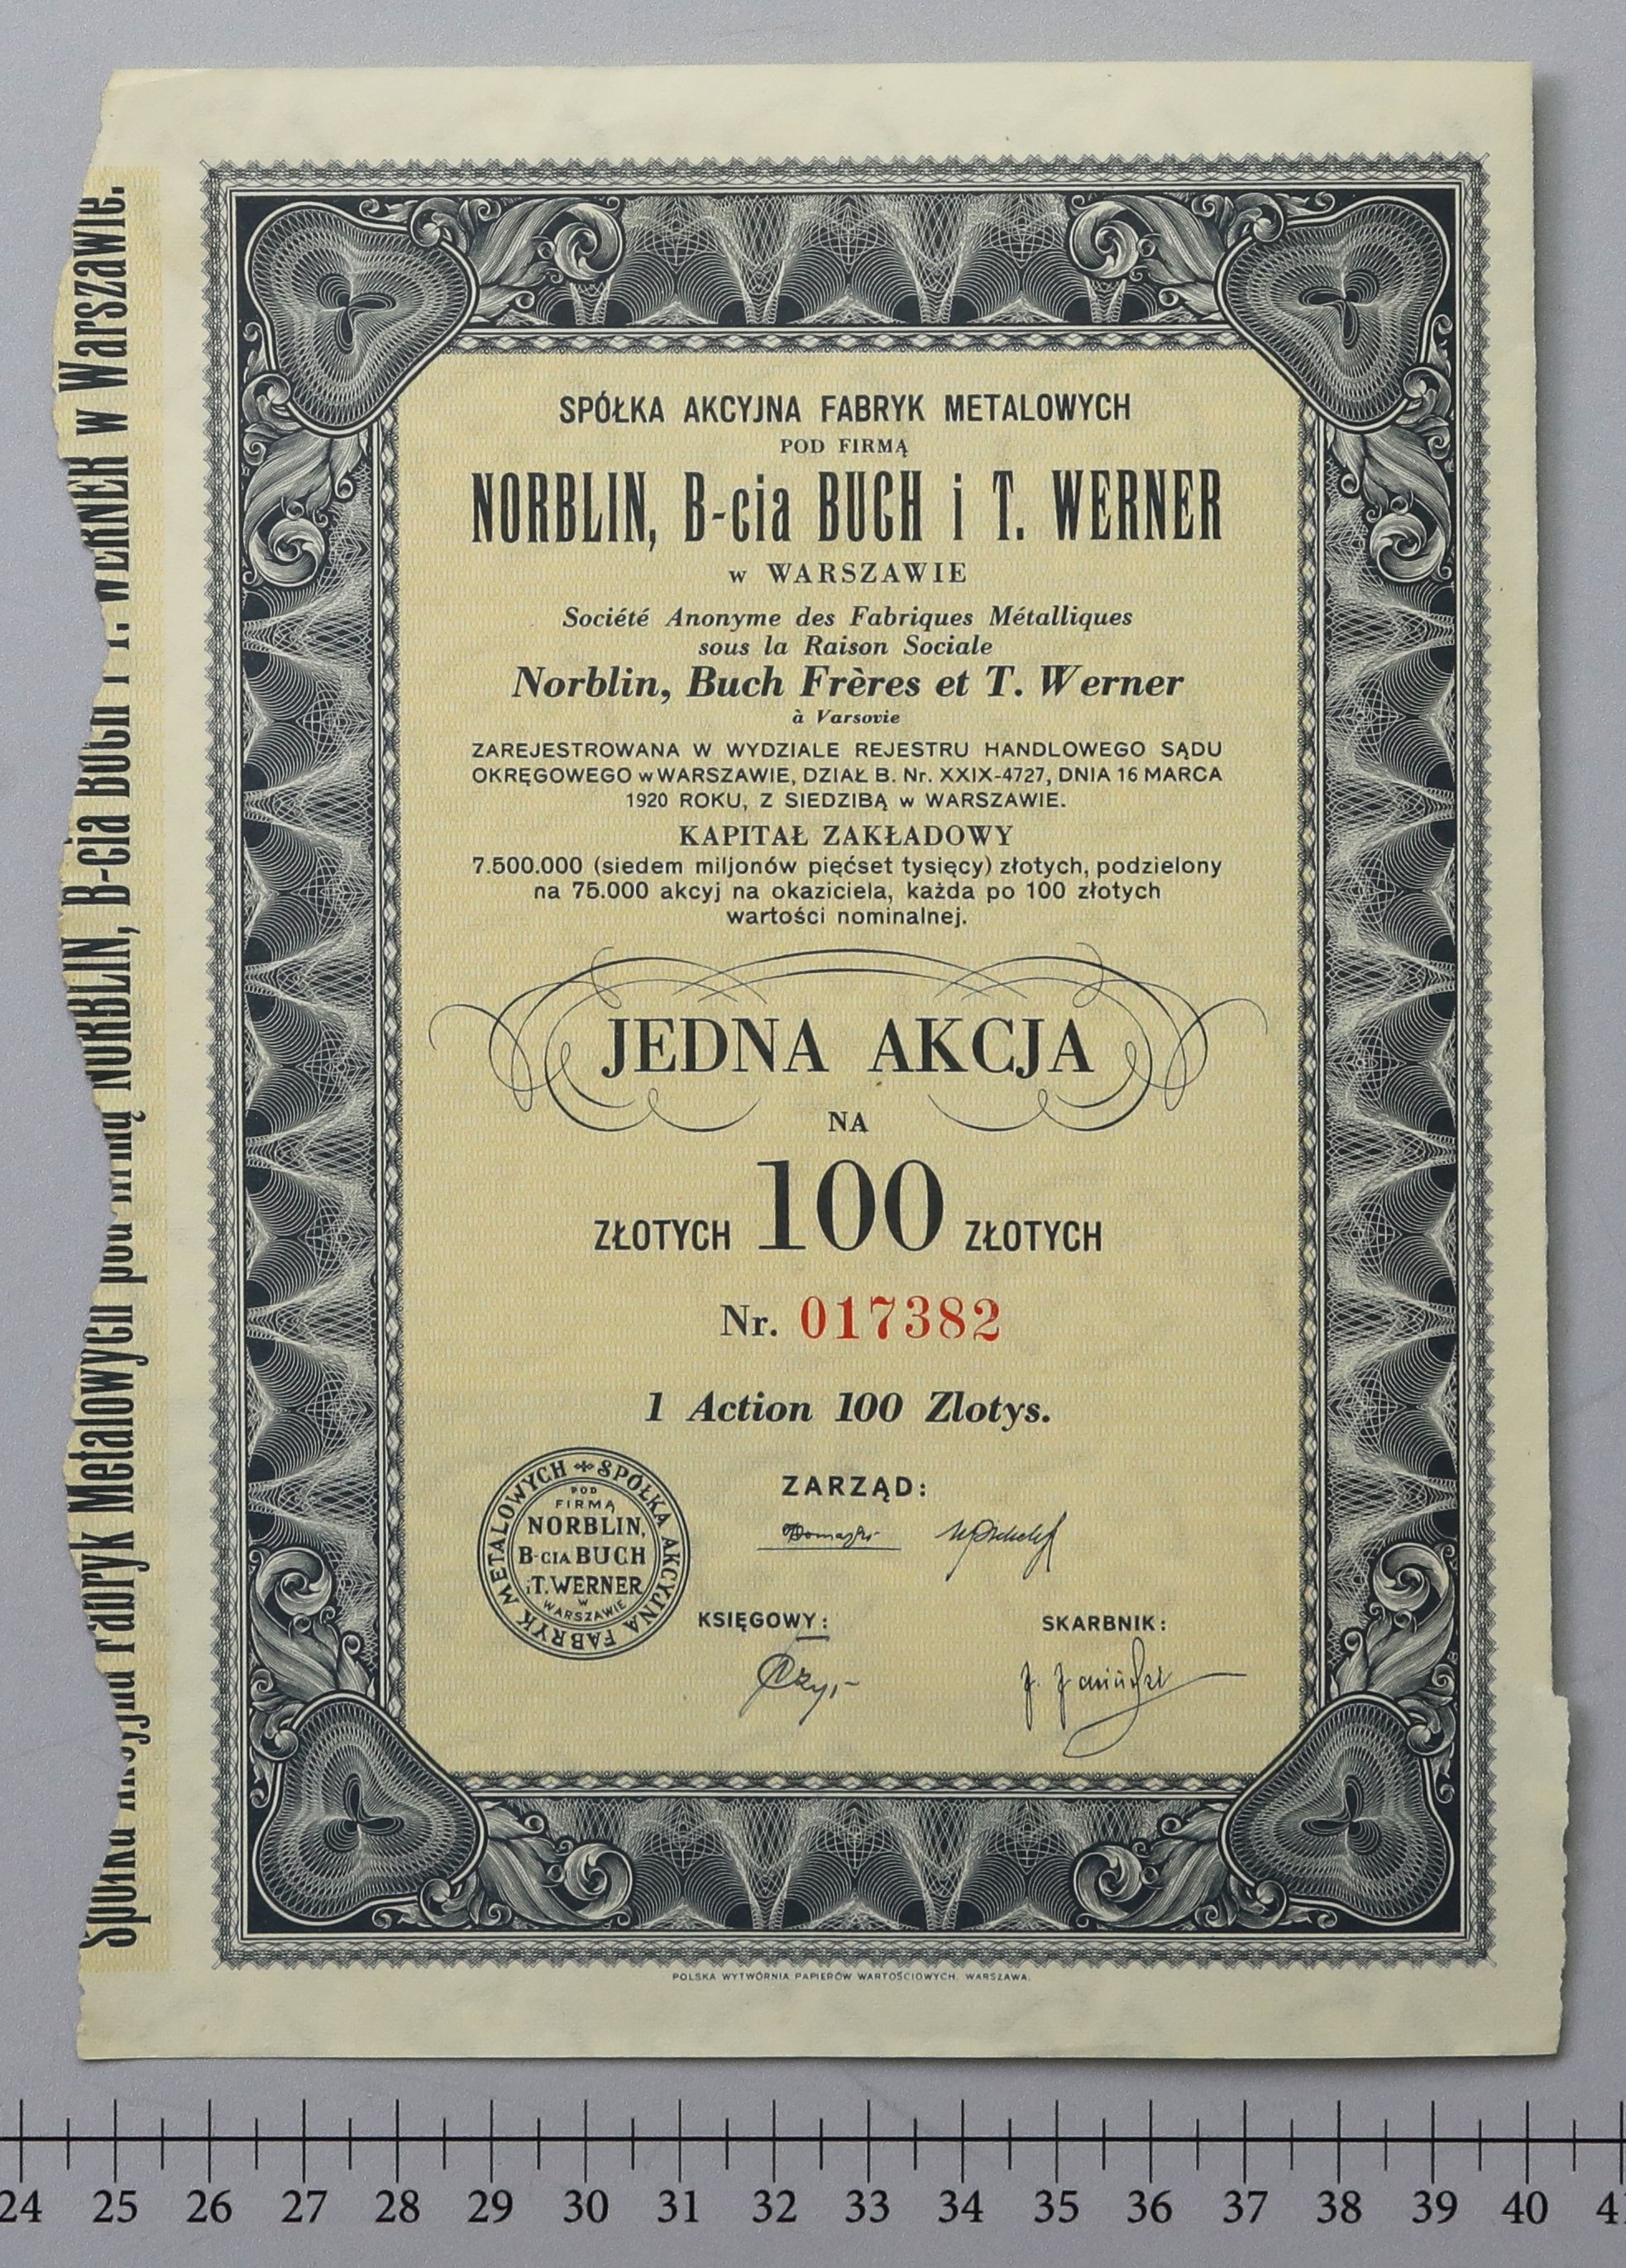 Spółka Akcyjna Fabryk Metalowych pod firmą NORBLIN, B-cia BUCH i T. WERNER w Warszawie.
SPÓŁKA AKCYJNA FABRYK METALOWYCH
POD FIRMĄ
NORBLIN, B-cia BUCH i T. WERNER
w WARSZAWIE
Société Anonyme des Fabriques Métalliques
sous la Raison Sociale
Norblin, Buch Frères et T. Werner
à Varsovie
ZAREJESTROWANA W WYDZIALE REJESTRU HANDLOWEGO SĄDU
OKRĘGOWEGO w WARSZAWIE, DZIAŁ B. Nr. XXIX-4727, DNIA 16 MARCA
1920 ROKU, Z SIEDZIBĄ w WARSZAWIE.
KAPITAŁ ZAKŁADOWY
7.500.000 (siedem miljonów pięćset tysięcy) złotych, podzielony
na 75.000 akcyj na okaziciela, każda po 100 złotych
wartości nominalnej.
JEDNA AKCJA
NA
ZŁOTYCH 100 ZŁOTYCH
Nr. 017382
1 Action 100 Zlotys.
SPÓŁKA AKCYJNA FABRYK METALOWYCH
POD
FIRMĄ
NORBLIN,
B-CIA BUCH
i T. WERNER
W
WARSZAWIE
ZARZĄD:
KSIĘGOWY:
SKARBNIK:
POLSKA WYTWÓRNIA PAPIERÓW WARTOŚCIOWYCH. WARSZAWA.
24 25 26 27 28 29 30 31 32 33 34 35 36 37 38 39 40